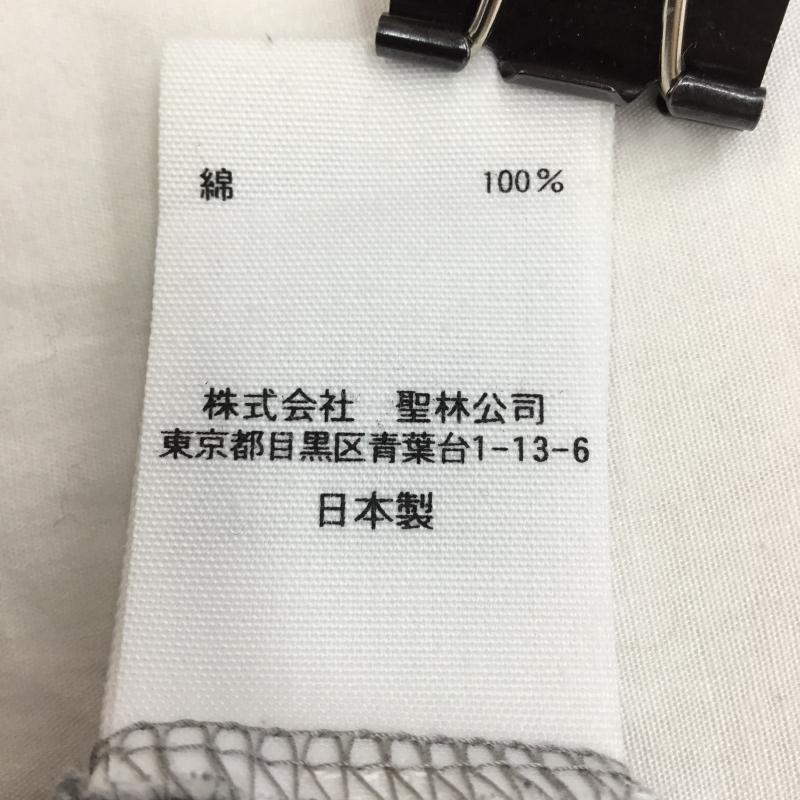 綿 100%
株式会社 聖林公司
東京都目黒区青葉台1-13-6
日本製